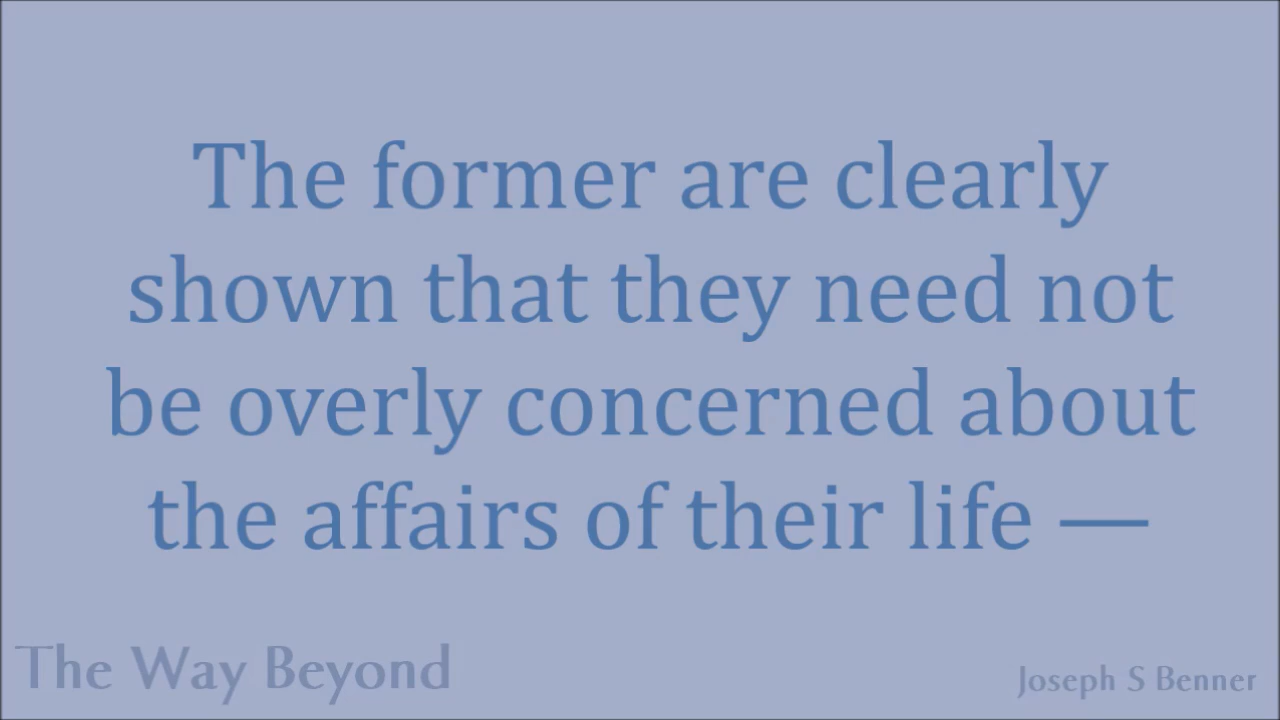 The former are clearly
shown that they need not
be overly concerned about
the affairs of their life —
The Way Beyond
Joseph S Benner